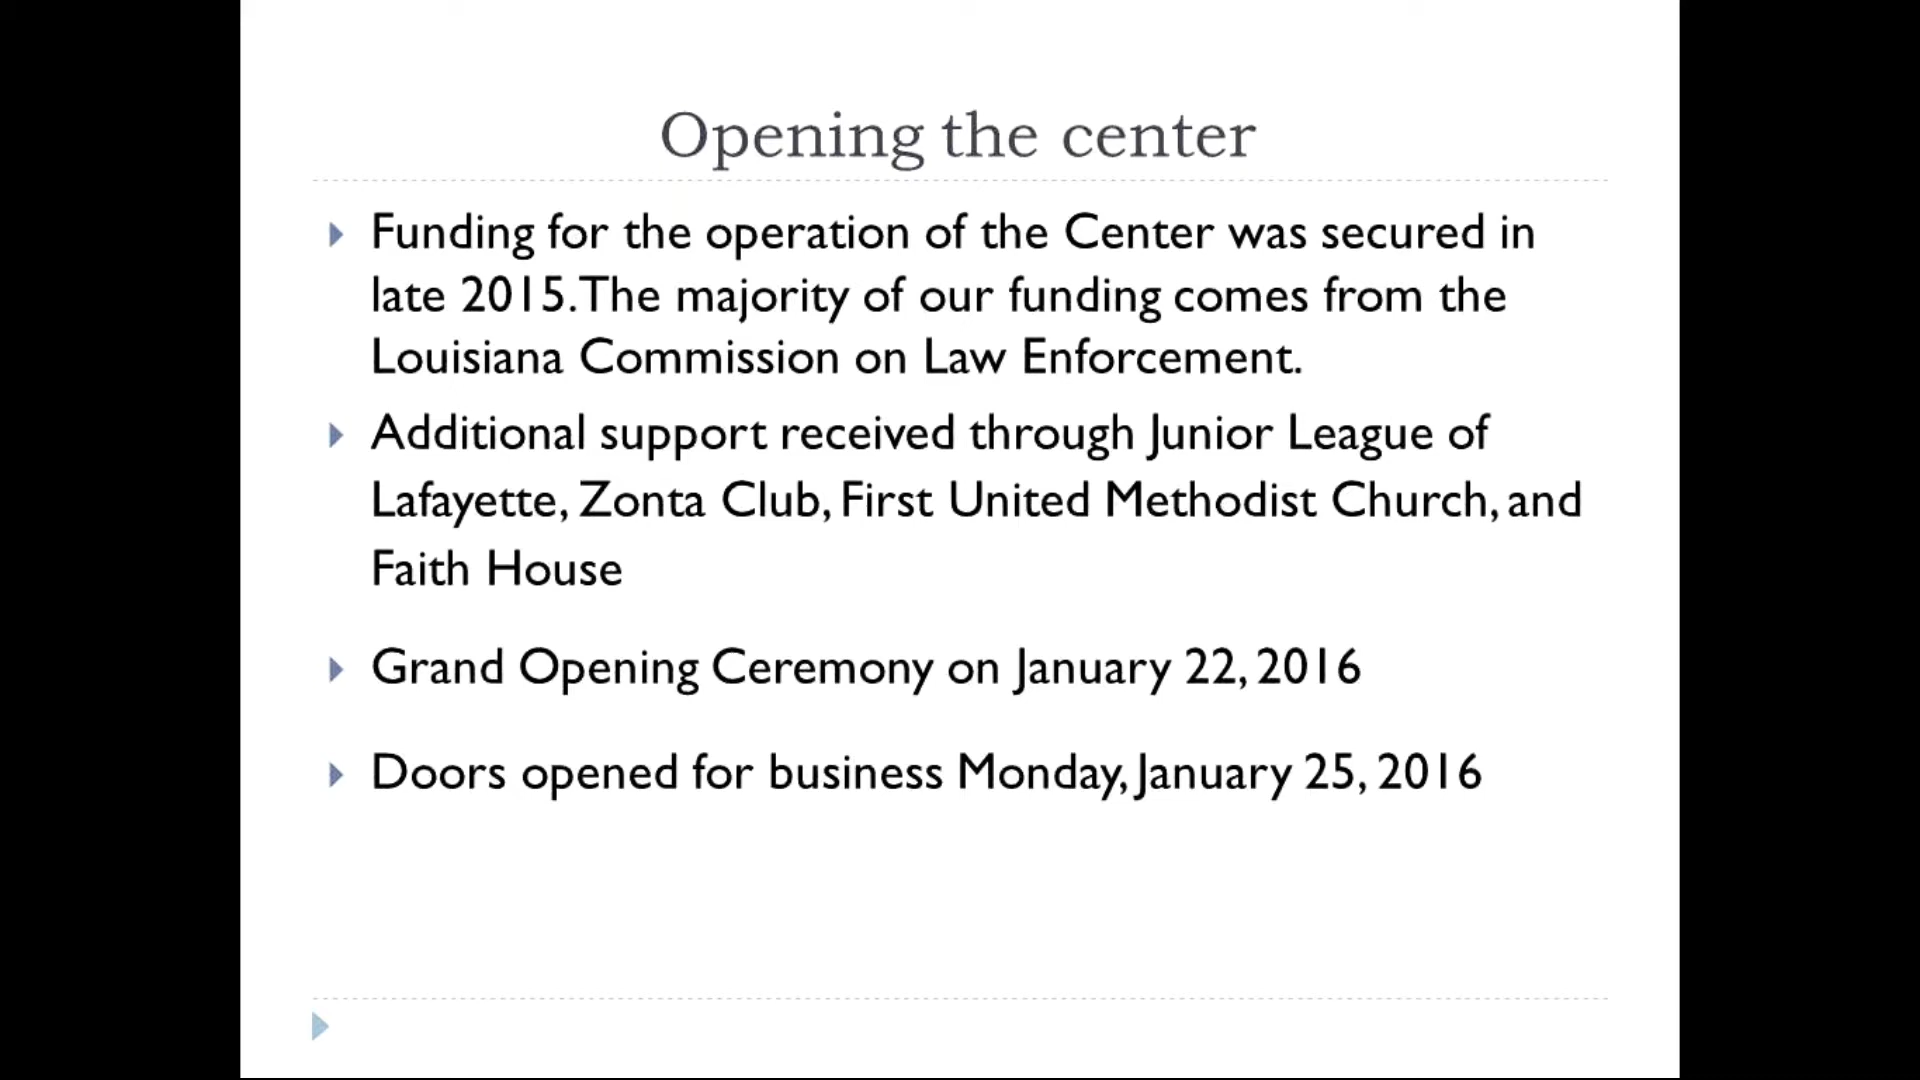 Opening the center
Funding for the operation of the Center was secured in
late 2015. The majority of our funding comes from the
Louisiana Commission on Law Enforcement.
Additional support received through Junior League of
Lafayette, Zonta Club, First United Methodist Church, and
Faith House
Grand Opening Ceremony on January 22, 2016
Doors opened for business Monday, January 25, 2016